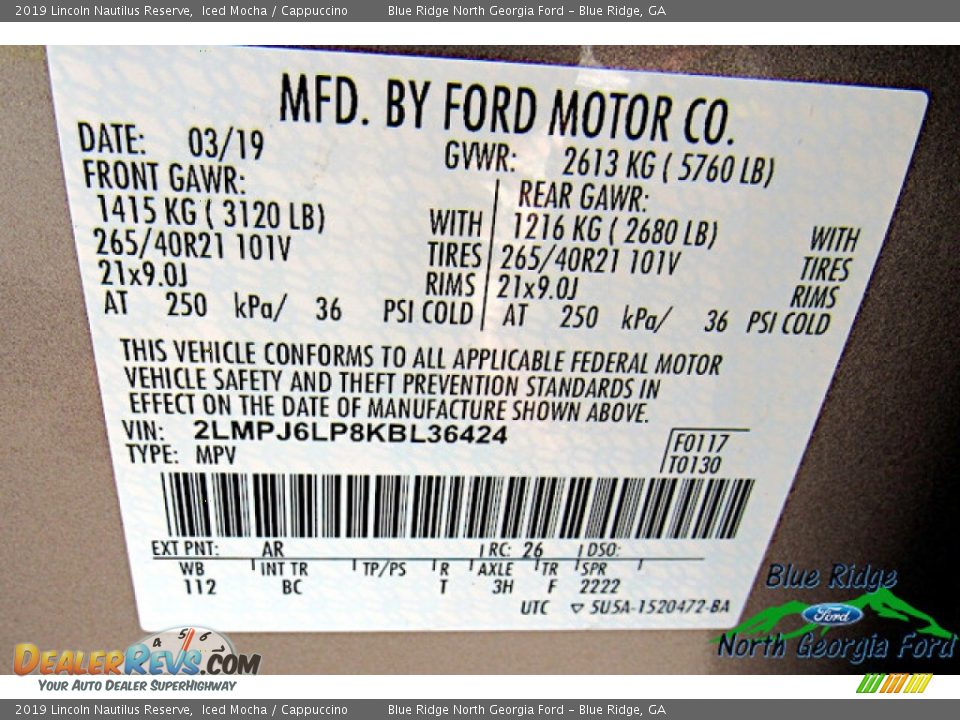 2019 Lincoln Nautilus Reserve, Iced Mocha / Cappuccino Blue Ridge North Georgia Ford - Blue Ridge, GA
MFD. BY FORD MOTOR CO.
DATE: 03/19 GVWR: 2613 KG ( 5760 LB)
FRONT GAWR: REAR GAWR:
1415 KG ( 3120 LB) WITH 1216 KG ( 2680 LB) WITH
265/40R21 101V TIRES 265/40R21 101V TIRES
21x9.0J RIMS 21x9.0J RIMS
AT 250 kPa/ 36 PSI COLD AT 250 kPa/ 36 PSI COLD
THIS VEHICLE CONFORMS TO ALL APPLICABLE FEDERAL MOTOR
VEHICLE SAFETY AND THEFT PREVENTION STANDARDS IN
EFFECT ON THE DATE OF MANUFACTURE SHOWN ABOVE.
VIN: 2LMPJ6LP8KBL36424
TYPE: MPV
F0117
T0130
EXT PNT: AR RC: 26 DSO:
WB INT TR TP/PS R AXLE TR SPR
112 BC T 3H F 2222
UTC ▽ 5U5A-1520472-BA
Blue Ridge
Ford
North Georgia Ford
4 5 6
DEALERREVS.COM
YOUR AUTO DEALER SUPERHIGHWAY
2019 Lincoln Nautilus Reserve, Iced Mocha / Cappuccino Blue Ridge North Georgia Ford - Blue Ridge, GA